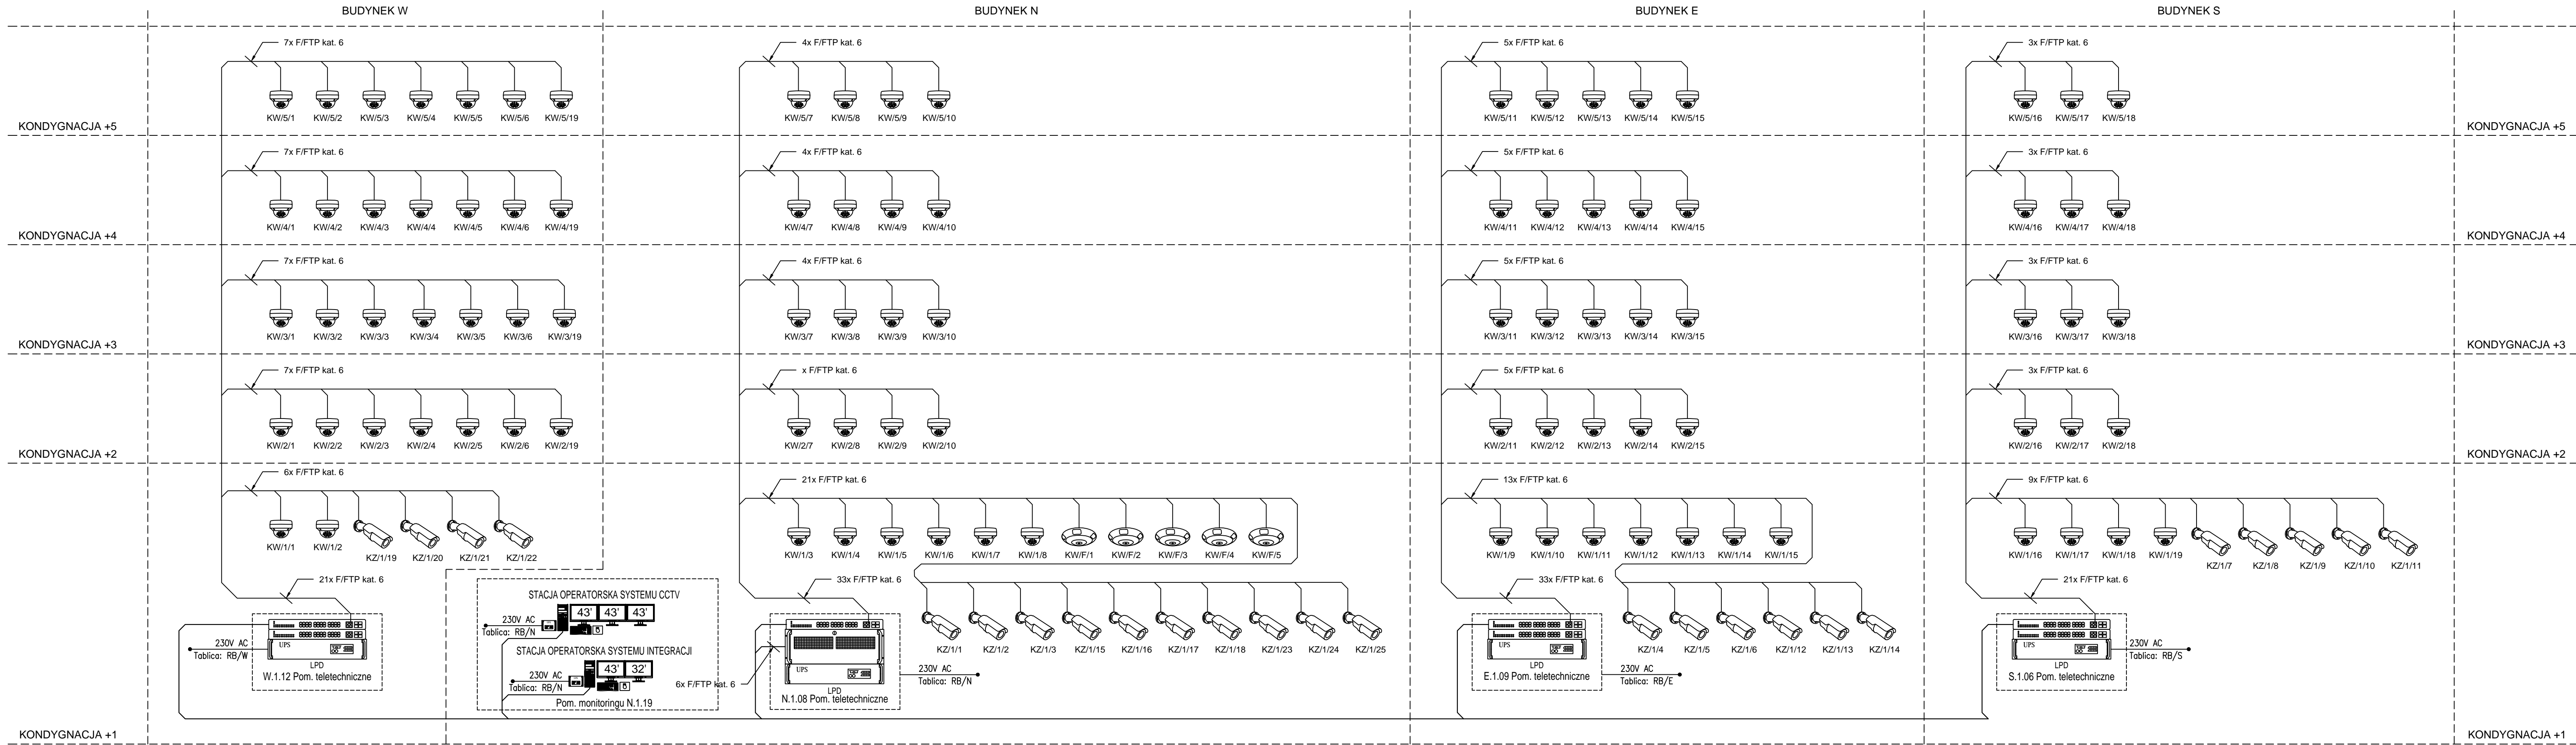 BUDYNEK W
BUDYNEK N
BUDYNEK E
BUDYNEK S
7x F/FTP kat. 6
4x F/FTP kat. 6
5x F/FTP kat. 6
3x F/FTP kat. 6
KW/5/1 KW/5/2 KW/5/3 KW/5/4 KW/5/5 KW/5/6 KW/5/19
KW/5/7 KW/5/8 KW/5/9 KW/5/10
KW/5/11 KW/5/12 KW/5/13 KW/5/14 KW/5/15
KW/5/16 KW/5/17 KW/5/18
KONDYGNACJA +5
KONDYGNACJA +5
7x F/FTP kat. 6
4x F/FTP kat. 6
5x F/FTP kat. 6
3x F/FTP kat. 6
KW/4/1 KW/4/2 KW/4/3 KW/4/4 KW/4/5 KW/4/6 KW/4/19
KW/4/7 KW/4/8 KW/4/9 KW/4/10
KW/4/11 KW/4/12 KW/4/13 KW/4/14 KW/4/15
KW/4/16 KW/4/17 KW/4/18
KONDYGNACJA +4
KONDYGNACJA +4
7x F/FTP kat. 6
4x F/FTP kat. 6
5x F/FTP kat. 6
3x F/FTP kat. 6
KW/3/1 KW/3/2 KW/3/3 KW/3/4 KW/3/5 KW/3/6 KW/3/19
KW/3/7 KW/3/8 KW/3/9 KW/3/10
KW/3/11 KW/3/12 KW/3/13 KW/3/14 KW/3/15
KW/3/16 KW/3/17 KW/3/18
KONDYGNACJA +3
KONDYGNACJA +3
7x F/FTP kat. 6
x F/FTP kat. 6
5x F/FTP kat. 6
3x F/FTP kat. 6
KW/2/1 KW/2/2 KW/2/3 KW/2/4 KW/2/5 KW/2/6 KW/2/19
KW/2/7 KW/2/8 KW/2/9 KW/2/10
KW/2/11 KW/2/12 KW/2/13 KW/2/14 KW/2/15
KW/2/16 KW/2/17 KW/2/18
KONDYGNACJA +2
KONDYGNACJA +2
6x F/FTP kat. 6
21x F/FTP kat. 6
13x F/FTP kat. 6
9x F/FTP kat. 6
KW/1/1 KW/1/2 KZ/1/19 KZ/1/20 KZ/1/21 KZ/1/22
KW/1/3 KW/1/4 KW/1/5 KW/1/6 KW/1/7 KW/1/8 KW/F/1 KW/F/2 KW/F/3 KW/F/4 KW/F/5
KW/1/9 KW/1/10 KW/1/11 KW/1/12 KW/1/13 KW/1/14 KW/1/15
KW/1/16 KW/1/17 KW/1/18 KW/1/19 KZ/1/7 KZ/1/8 KZ/1/9 KZ/1/10 KZ/1/11
21x F/FTP kat. 6
33x F/FTP kat. 6
33x F/FTP kat. 6
21x F/FTP kat. 6
230V AC
Tablica: RB/W
UPS
LPD
W.1.12 Pom. teletechniczne
STACJA OPERATORSKA SYSTEMU CCTV
43' 43' 43'
230V AC
Tablica: RB/N
STACJA OPERATORSKA SYSTEMU INTEGRACJI
43' 32'
230V AC
Tablica: RB/N
Pom. monitoringu N.1.19
6x F/FTP kat. 6
UPS
LPD
N.1.08 Pom. teletechniczne
230V AC
Tablica: RB/N
KZ/1/1 KZ/1/2 KZ/1/3 KZ/1/15 KZ/1/16 KZ/1/17 KZ/1/18 KZ/1/23 KZ/1/24 KZ/1/25
UPS
LPD
E.1.09 Pom. teletechniczne
230V AC
Tablica: RB/E
KZ/1/4 KZ/1/5 KZ/1/6 KZ/1/12 KZ/1/13 KZ/1/14
UPS
LPD
S.1.06 Pom. teletechniczne
230V AC
Tablica: RB/S
KONDYGNACJA +1
KONDYGNACJA +1